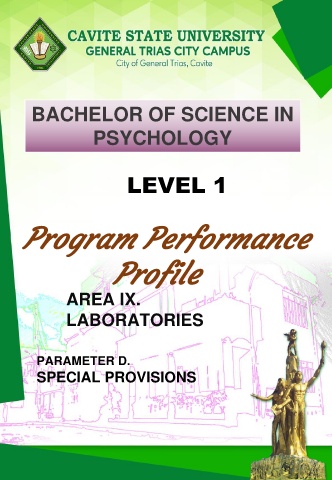 CAVITE STATE UNIVERSITY
GENERAL TRIAS CITY CAMPUS
City of General Trias, Cavite
BACHELOR OF SCIENCE IN
PSYCHOLOGY
LEVEL 1
Program Performance
Profile
AREA IX.
LABORATORIES
PARAMETER D.
SPECIAL PROVISIONS